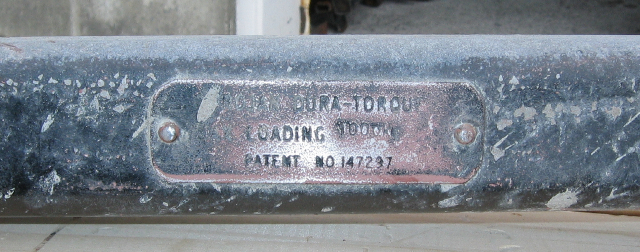 DURA-TORQUE
LOADING 1000KG
PATENT NO 147297